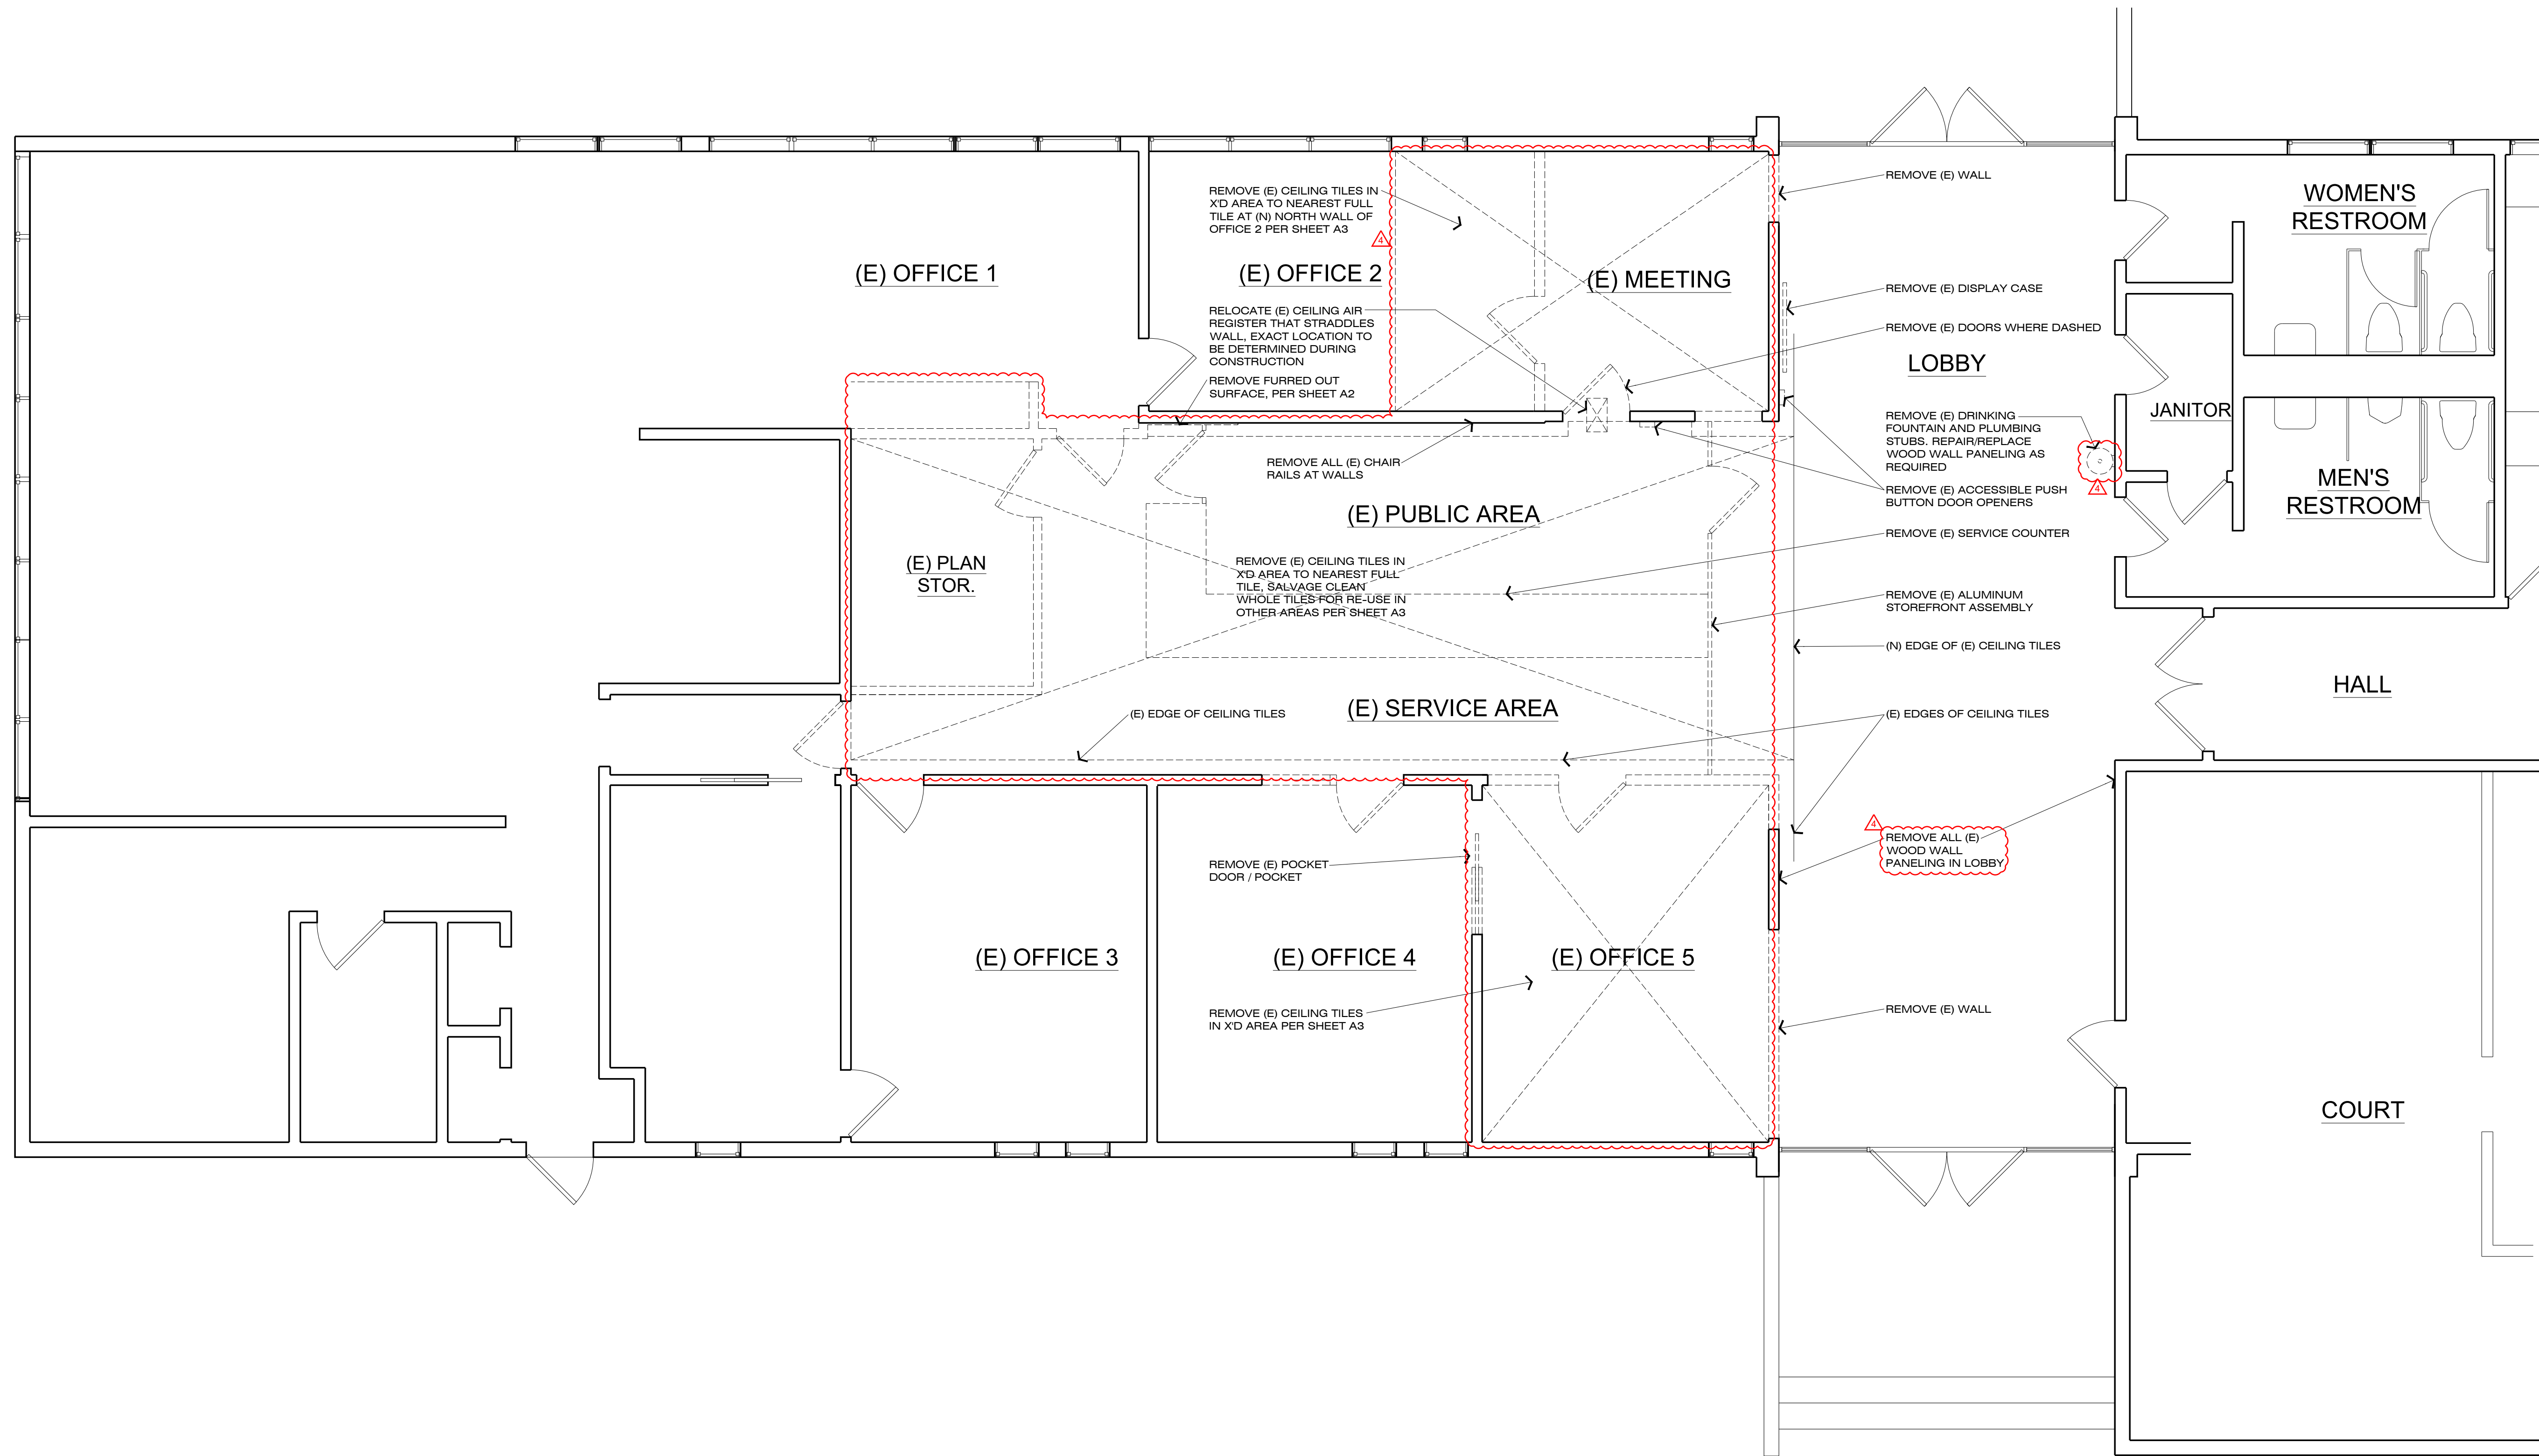 REMOVE (E) CEILING TILES IN
X'D AREA TO NEAREST FULL
TILE AT (N) NORTH WALL OF
OFFICE 2 PER SHEET A3
4
(E) OFFICE 1
(E) OFFICE 2
(E) MEETING
RELOCATE (E) CEILING AIR
REGISTER THAT STRADDLES
WALL, EXACT LOCATION TO
BE DETERMINED DURING
CONSTRUCTION
REMOVE FURRED OUT
SURFACE, PER SHEET A2
REMOVE ALL (E) CHAIR
RAILS AT WALLS
(E) PUBLIC AREA
(E) PLAN
STOR.
REMOVE (E) CEILING TILES IN
X'D AREA TO NEAREST FULL
TILE, SALVAGE CLEAN
WHOLE TILES FOR RE-USE IN
OTHER AREAS PER SHEET A3
(E) EDGE OF CEILING TILES
(E) SERVICE AREA
REMOVE (E) POCKET
DOOR / POCKET
(E) OFFICE 3
(E) OFFICE 4
(E) OFFICE 5
REMOVE (E) CEILING TILES
IN X'D AREA PER SHEET A3
REMOVE (E) WALL
REMOVE (E) DISPLAY CASE
REMOVE (E) DOORS WHERE DASHED
LOBBY
REMOVE (E) DRINKING
FOUNTAIN AND PLUMBING
STUBS. REPAIR/REPLACE
WOOD WALL PANELING AS
REQUIRED
4
REMOVE (E) ACCESSIBLE PUSH
BUTTON DOOR OPENERS
REMOVE (E) SERVICE COUNTER
REMOVE (E) ALUMINUM
STOREFRONT ASSEMBLY
(N) EDGE OF (E) CEILING TILES
(E) EDGES OF CEILING TILES
4
REMOVE ALL (E)
WOOD WALL
PANELING IN LOBBY
REMOVE (E) WALL
WOMEN'S
RESTROOM
JANITOR
MEN'S
RESTROOM
HALL
COURT